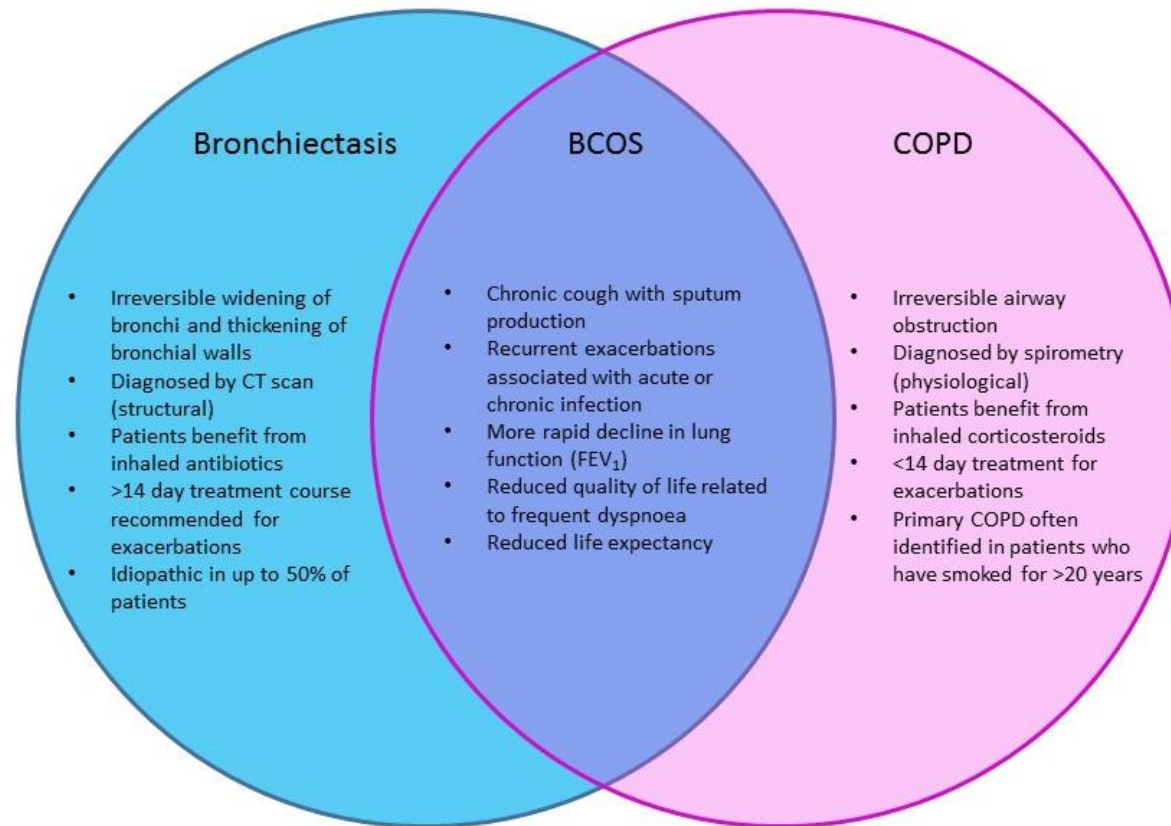 Bronchiectasis
• Irreversible widening of
bronchi and thickening of
bronchial walls
• Diagnosed by CT scan
(structural)
• Patients benefit from
inhaled antibiotics
• >14 day treatment course
recommended for
exacerbations
• Idiopathic in up to 50% of
patients
BCOS
• Chronic cough with sputum
production
• Recurrent exacerbations
associated with acute or
chronic infection
• More rapid decline in lung
function (FEV₁)
• Reduced quality of life related
to frequent dyspnoea
• Reduced life expectancy
COPD
• Irreversible airway
obstruction
• Diagnosed by spirometry
(physiological)
• Patients benefit from
inhaled corticosteroids
• <14 day treatment for
exacerbations
• Primary COPD often
identified in patients who
have smoked for >20 years